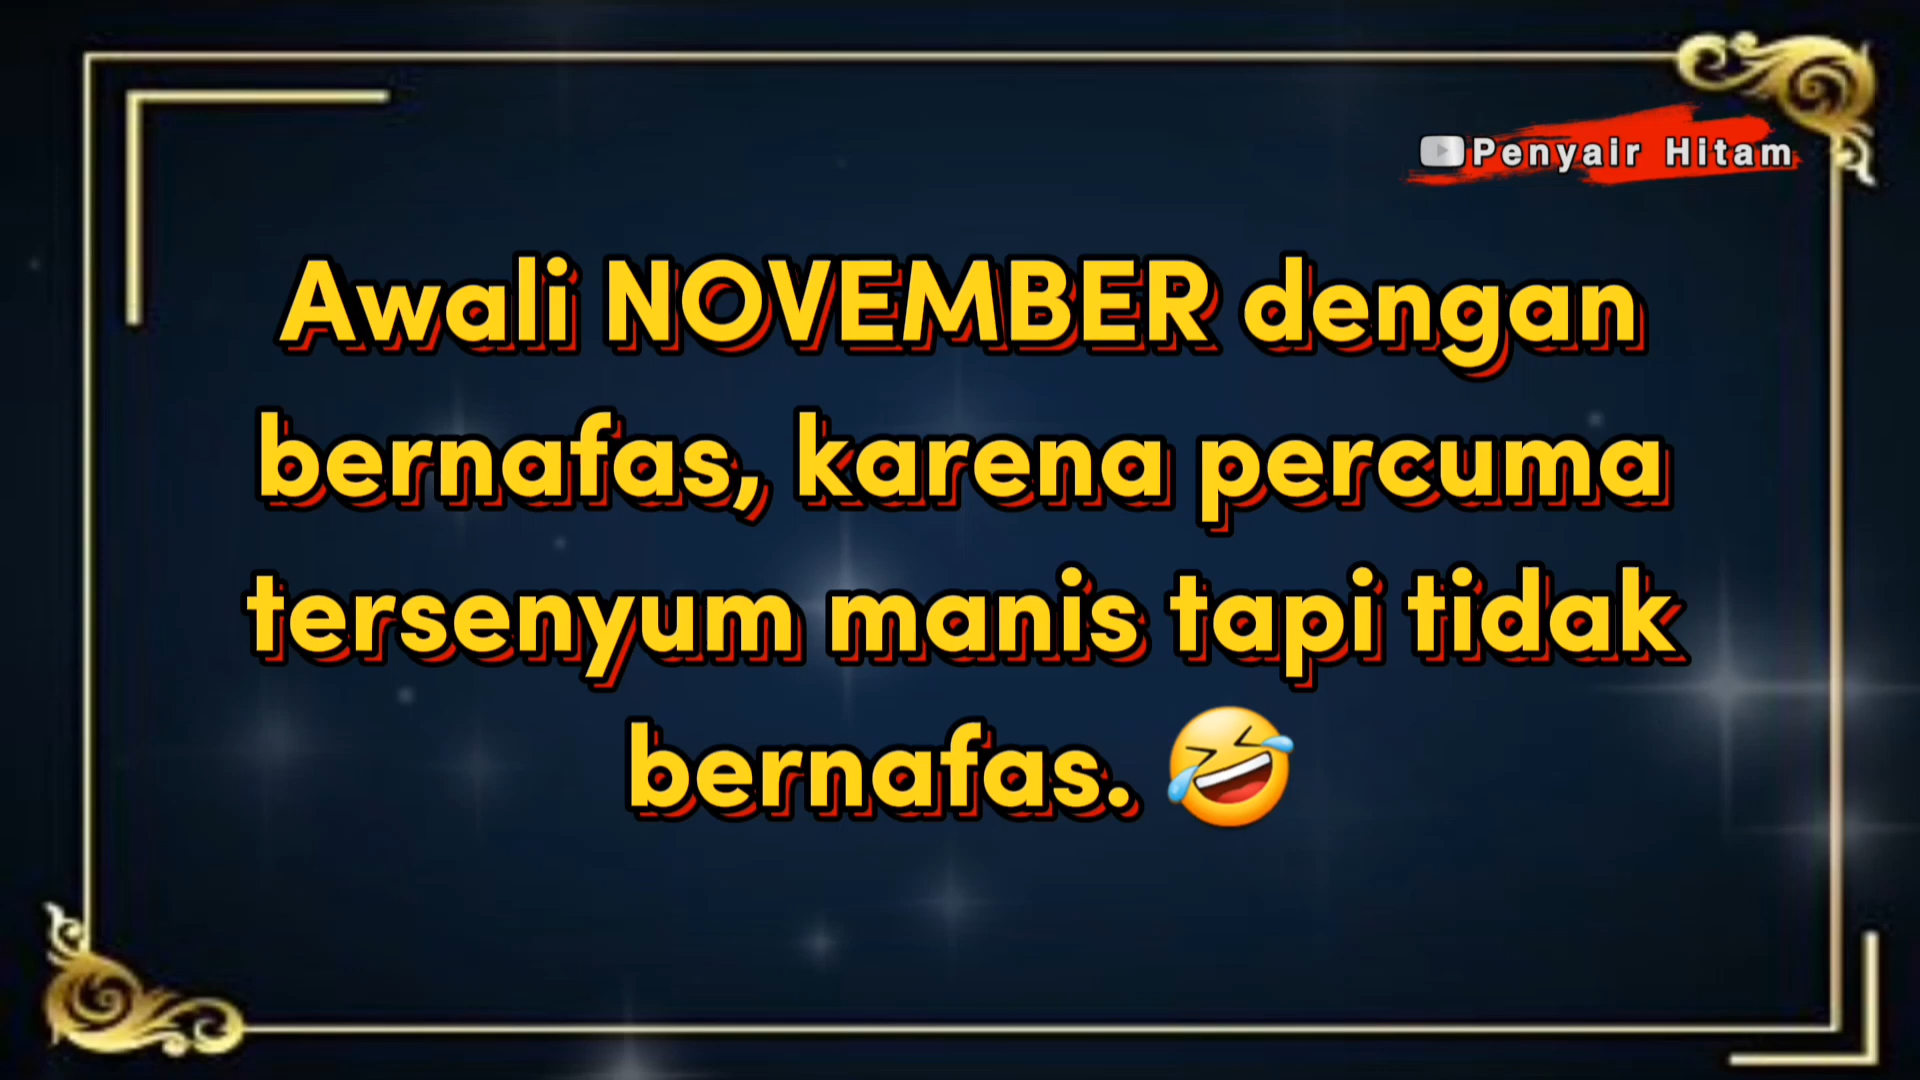 Penyair Hitam
Awali NOVEMBER dengan
bernafas, karena percuma
tersenyum manis tapi tidak
bernafas. 🤣